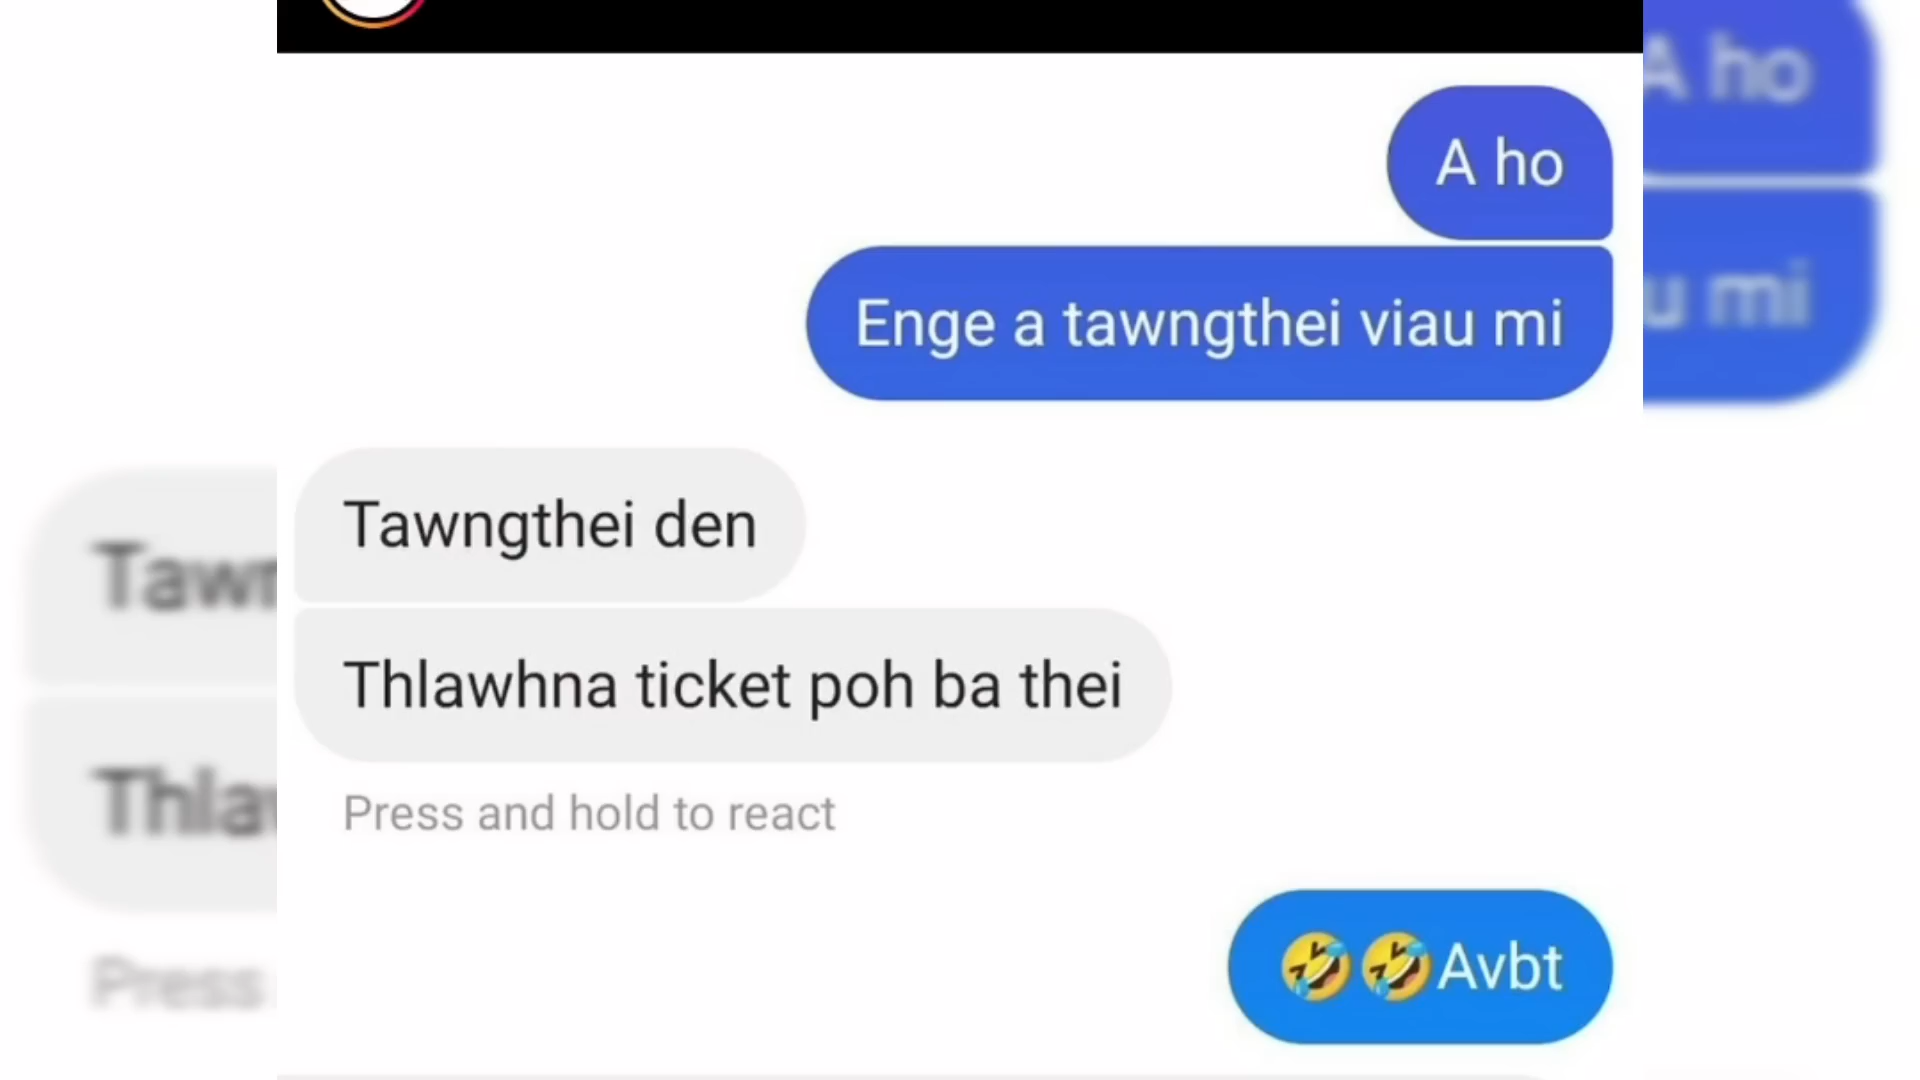 A ho
Enge a tawngthei viau mi
Tawngthei den
Thlawhna ticket poh ba thei
Press and hold to react
🤣🤣Avbt